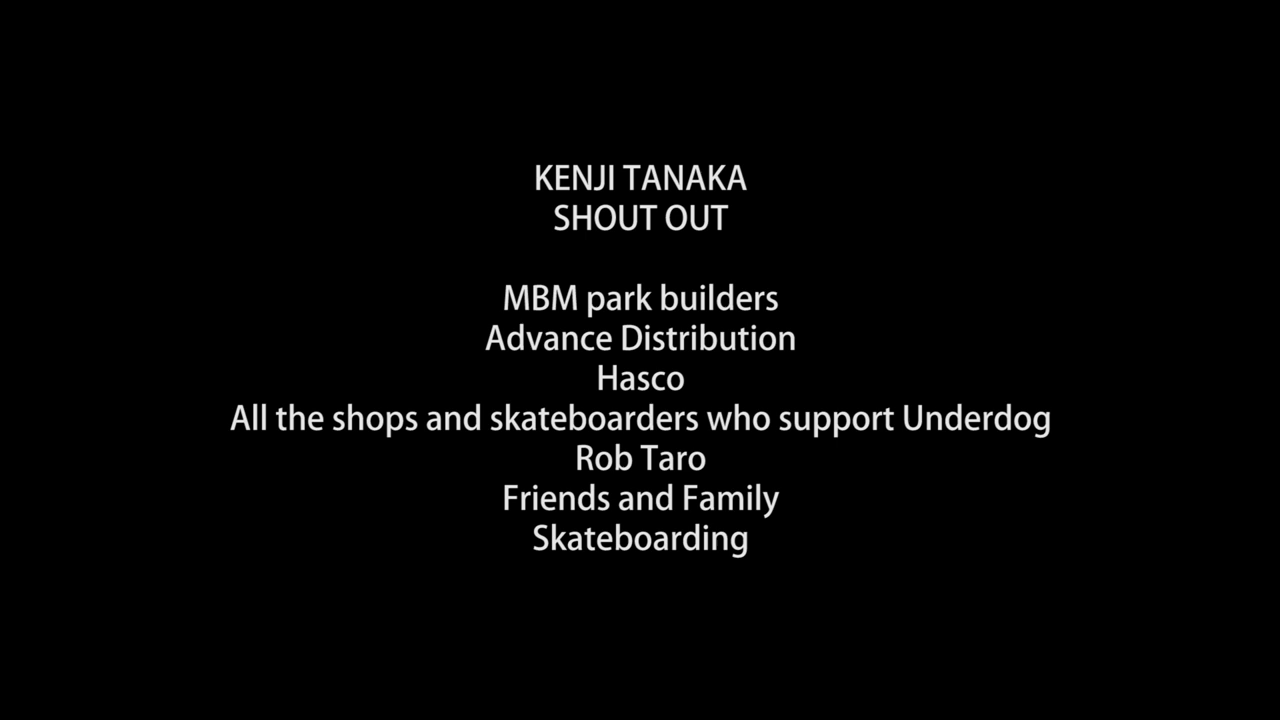 KENJI TANAKA
SHOUT OUT
MBM park builders
Advance Distribution
Hasco
All the shops and skateboarders who support Underdog
Rob Taro
Friends and Family
Skateboarding